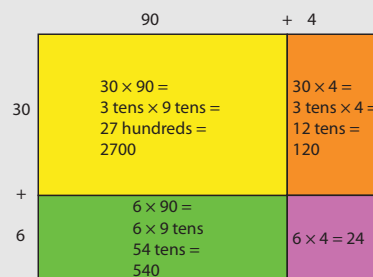 90 + 4
30
30 × 90 =
3 tens × 9 tens =
27 hundreds =
2700
30 × 4 =
3 tens × 4 =
12 tens =
120
+
6
6 × 90 =
6 × 9 tens
54 tens =
540
6 × 4 = 24